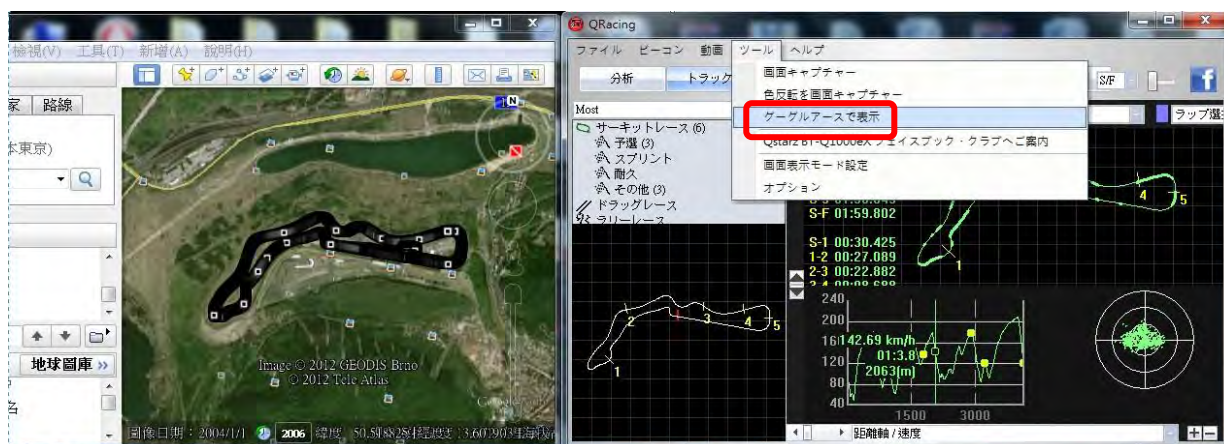 檢視(V) 工具(T) 新增(A) 說明(H)
家 路線
本東京)
地球圖庫 >>
名
N
Image © 2012 GEODIS Brno
© 2012 Tele Atlas
圖像日期：2004/1/1 2006 緯度
QRacing
ファイル ビーコン 動画 ツール ヘルプ
分析 トラック
S/F
f
画面キャプチャー
色反転を画面キャプチャー
グーグルアースで表示
Qstarz BT-Q1000eX フェイスブック・クラブへご案内
画面表示モード設定
オプション
Most
サーキットレース (6)
予選 (3)
スプリント
耐久
その他 (3)
ドラッグレース
ラリーレース
ラップ選
S-F 01:59.802
S-1 00:30.425
1-2 00:27.089
2-3 00:22.882
4 5
1
2 1 3 4 5
1
240
200
160
120
80
40
142.69 km/h
01:3.8
2063(m)
1500 3000
距離軸 / 速度